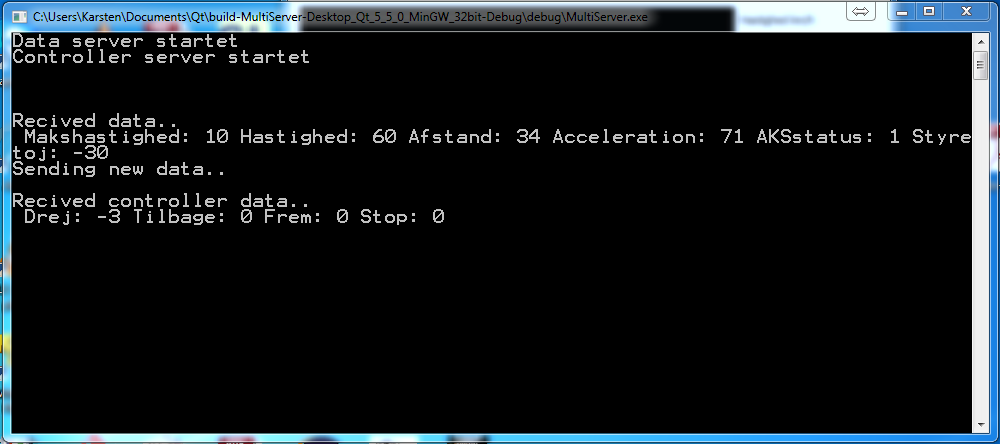 C:\Users\Karsten\Documents\Qt\build-MultiServer-Desktop_Qt_5_5_0_MinGW_32bit-Debug\debug\MultiServer.exe
Data server startet
Controller server startet
Recived data..
Makshastighed: 10 Hastighed: 60 Afstand: 34 Acceleration: 71 AKSstatus: 1 Styre
toj: -30
Sending new data..
Recived controller data..
Drej: -3 Tilbage: 0 Frem: 0 Stop: 0